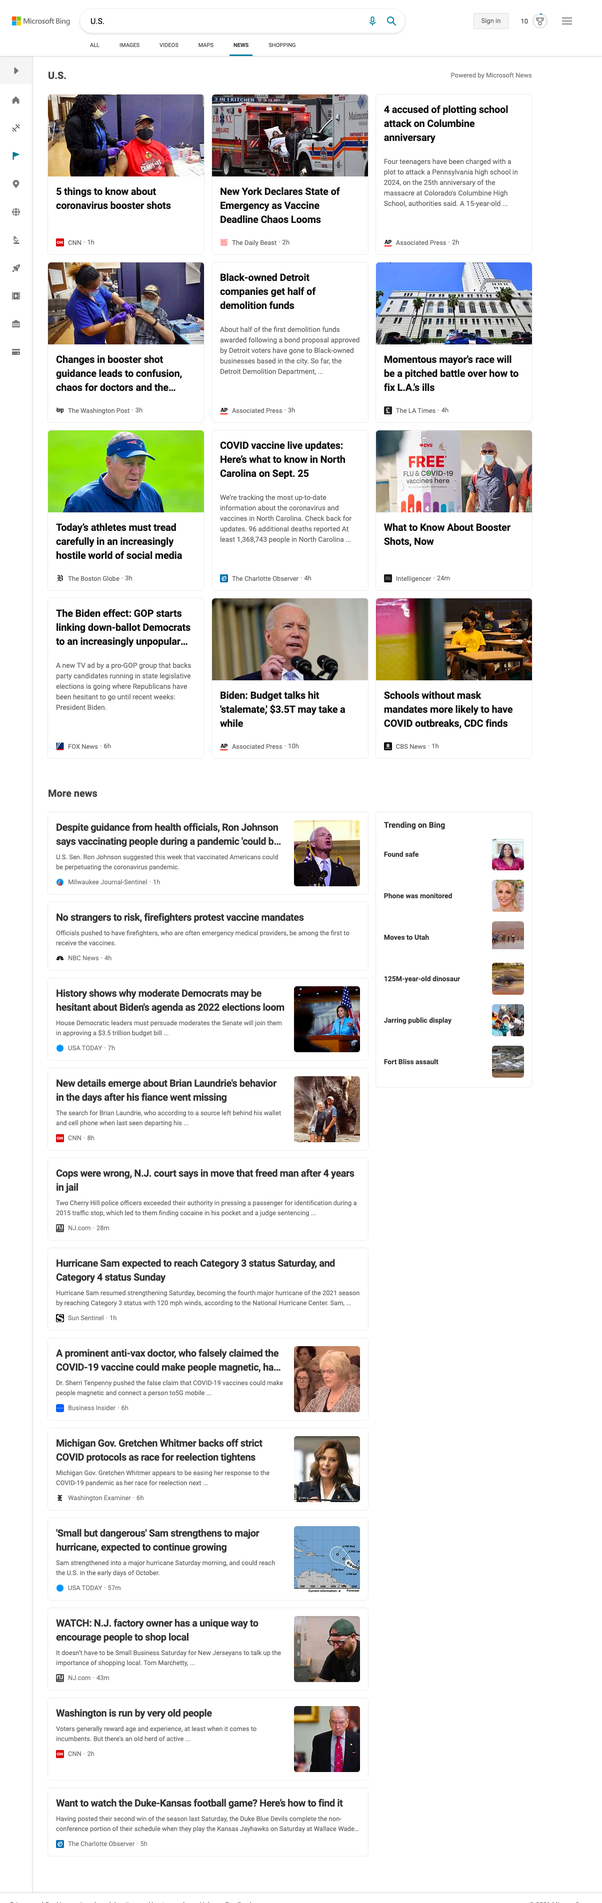 Microsoft Bing
U.S.
Sign in
10
ALL
IMAGES
VIDEOS
MAPS
NEWS
SHOPPING
U.S.
Powered by Microsoft News
5 things to know about
coronavirus booster shots
CNN · 1h
New York Declares State of
Emergency as Vaccine
Deadline Chaos Looms
The Daily Beast · 2h
4 accused of plotting school
attack on Columbine
anniversary
Four teenagers have been charged with a
plot to attack a Pennsylvania high school in
2024, on the 25th anniversary of the
massacre at Colorado's Columbine High
School, authorities said. A 15-year-old ...
AP Associated Press · 2h
Changes in booster shot
guidance leads to confusion,
chaos for doctors and the...
wp The Washington Post · 3h
Black-owned Detroit
companies get half of
demolition funds
About half of the first demolition funds
awarded following a bond proposal approved
by Detroit voters have gone to Black-owned
businesses based in the city. So far, the
Detroit Demolition Department, ...
AP Associated Press · 3h
Momentous mayor's race will
be a pitched battle over how to
fix L.A.'s ills
The LA Times · 4h
Today's athletes must tread
carefully in an increasingly
hostile world of social media
The Boston Globe · 3h
COVID vaccine live updates:
Here's what to know in North
Carolina on Sept. 25
We're tracking the most up-to-date
information about the coronavirus and
vaccines in North Carolina. Check back for
updates. 96 additional deaths reported At
least 1,368,743 people in North Carolina ...
The Charlotte Observer · 4h
CVS
FREE
FLU & COVID-19
vaccines here
What to Know About Booster
Shots, Now
Intelligencer · 24m
The Biden effect: GOP starts
linking down-ballot Democrats
to an increasingly unpopular...
A new TV ad by a pro-GOP group that backs
party candidates running in state legislative
elections is going where Republicans have
been hesitant to go until recent weeks:
President Biden.
FOX News · 6h
Biden: Budget talks hit
'stalemate,' $3.5T may take a
while
AP Associated Press · 10h
Schools without mask
mandates more likely to have
COVID outbreaks, CDC finds
CBS News · 1h
More news
Despite guidance from health officials, Ron Johnson
says vaccinating people during a pandemic 'could b...
U.S. Sen. Ron Johnson suggested this week that vaccinated Americans could
be perpetuating the coronavirus pandemic.
Milwaukee Journal-Sentinel · 1h
No strangers to risk, firefighters protest vaccine mandates
Officials pushed to have firefighters, who are often emergency medical providers, be among the first to
receive the vaccines.
NBC News · 4h
History shows why moderate Democrats may be
hesitant about Biden's agenda as 2022 elections loom
House Democratic leaders must persuade moderates the Senate will join them
in approving a $3.5 trillion budget bill ...
USA TODAY · 7h
New details emerge about Brian Laundrie's behavior
in the days after his fiance went missing
The search for Brian Laundrie, who according to a source left behind his wallet
and cell phone when last seen departing his ...
CNN · 8h
Cops were wrong, N.J. court says in move that freed man after 4 years
in jail
Two Cherry Hill police officers exceeded their authority in pressing a passenger for identification during a
2015 traffic stop, which led to them finding cocaine in his pocket and a judge sentencing ...
NJ.com · 28m
Hurricane Sam expected to reach Category 3 status Saturday, and
Category 4 status Sunday
Hurricane Sam resumed strengthening Saturday, becoming the fourth major hurricane of the 2021 season
by reaching Category 3 status with 120 mph winds, according to the National Hurricane Center. Sam, ...
Sun Sentinel · 1h
A prominent anti-vax doctor, who falsely claimed the
COVID-19 vaccine could make people magnetic, ha...
Dr. Sherri Tenpenny pushed the false claim that COVID-19 vaccines could make
people magnetic and connect a person to5G mobile ...
Business Insider · 6h
Michigan Gov. Gretchen Whitmer backs off strict
COVID protocols as race for reelection tightens
Michigan Gov. Gretchen Whitmer appears to be easing her response to the
COVID-19 pandemic as her race for reelection next ...
Washington Examiner · 6h
'Small but dangerous' Sam strengthens to major
hurricane, expected to continue growing
Sam strengthened into a major hurricane Saturday morning, and could reach
the U.S. in the early days of October.
USA TODAY · 57m
WATCH: N.J. factory owner has a unique way to
encourage people to shop local
It doesn't have to be Small Business Saturday for New Jerseyans to talk up the
importance of shopping local. Tom Marchetty, ...
NJ.com · 43m
Washington is run by very old people
Voters generally reward age and experience, at least when it comes to
incumbents. But there's an old herd of active ...
CNN · 2h
Want to watch the Duke-Kansas football game? Here's how to find it
Having posted their second win of the season last Saturday, the Duke Blue Devils complete the non-
conference portion of their schedule when they play the Kansas Jayhawks on Saturday at Wallace Wade...
The Charlotte Observer · 5h
Trending on Bing
Found safe
Phone was monitored
Moves to Utah
125M-year-old dinosaur
Jarring public display
Fort Bliss assault